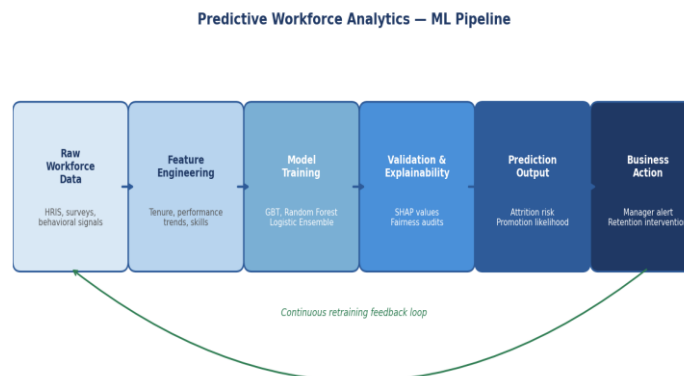 Predictive Workforce Analytics — ML Pipeline
Raw
Workforce
Data
HRIS, surveys,
behavioral signals
Feature
Engineering
Tenure, performance
trends, skills
Model
Training
GBT, Random Forest
Logistic Ensemble
Validation &
Explainability
SHAP values
Fairness audits
Prediction
Output
Attrition risk
Promotion likelihood
Business
Action
Manager alert
Retention interventio
Continuous retraining feedback loop